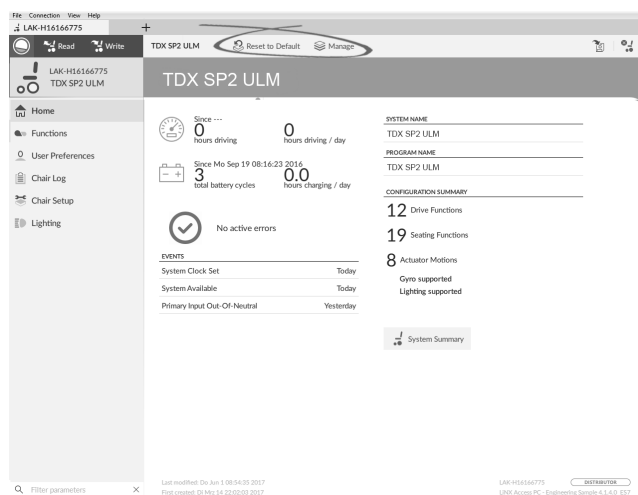 File Connection View Help
LAK-H16166775 +
Read Write TDX SP2 ULM Reset to Default Manage
LAK-H16166775
TDX SP2 ULM
TDX SP2 ULM
Home
Functions
User Preferences
Chair Log
Chair Setup
Lighting
Since ---
0 0
hours driving hours driving / day
Since Mo Sep 19 08:16:23 2016
3 0.0
total battery cycles hours charging / day
No active errors
EVENTS
System Clock Set Today
System Available Today
Primary Input Out-Of-Neutral Yesterday
SYSTEM NAME
TDX SP2 ULM
PROGRAM NAME
TDX SP2 ULM
CONFIGURATION SUMMARY
12 Drive Functions
19 Seating Functions
8 Actuator Motions
Gyro supported
Lighting supported
System Summary
Filter parameters ×
Last modified: Do Jun 1 08:54:35 2017
First created: Di Mrz 14 22:02:03 2017
LAK-H16166775 DISTRIBUTOR
LiNX Access PC - Engineering Sample 4.1.4.0 E57